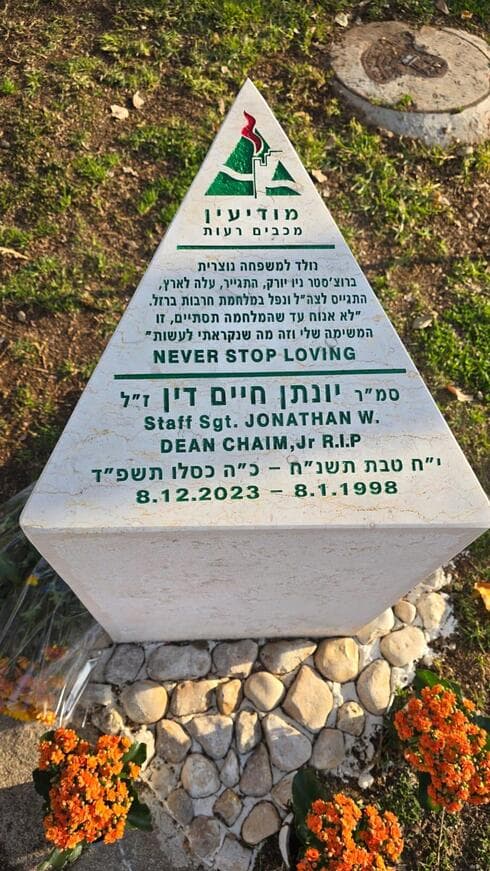 מודיעין
מכבים רעות
נולד למשפחה נוצרית
ברוצ'סטר ניו יורק, התגייר, עלה לארץ,
התגייס לצה"ל ונפל במלחמת חרבות ברזל.
"לא אנוח עד שהמלחמה תסתיים, זו
המשימה שלי וזה מה שנקראתי לעשות"
NEVER STOP LOVING
סמ"ר יונתן חיים דין ז"ל
Staff Sgt. JONATHAN W.
DEAN CHAIM,Jr R.I.P
י"ח טבת תשנ"ח – כ"ה כסלו תשפ"ד
8.12.2023 – 8.1.1998